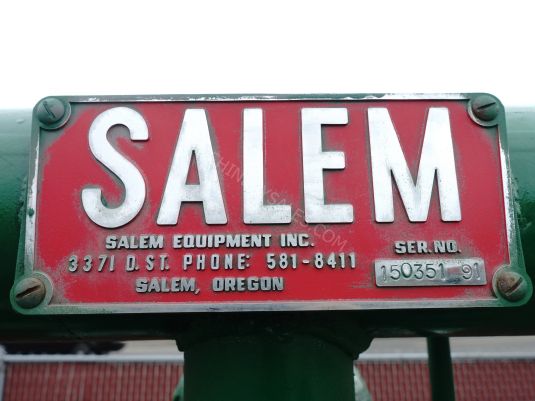 SALEM
SALEM EQUIPMENT INC.
3371 D. ST. PHONE: 581-8411
SALEM, OREGON
SER. NO.
150351 91